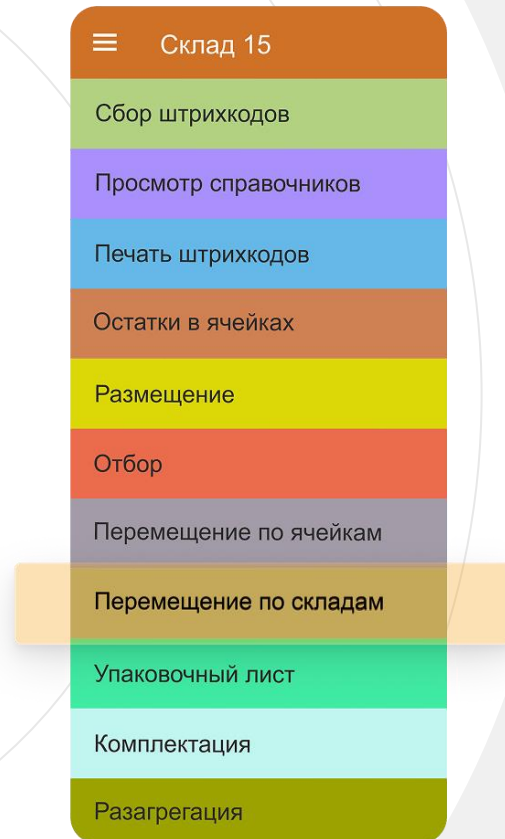 Склад 15
Сбор штрихкодов
Просмотр справочников
Печать штрихкодов
Остатки в ячейках
Размещение
Отбор
Перемещение по ячейкам
Перемещение по складам
Упаковочный лист
Комплектация
Разагрегация